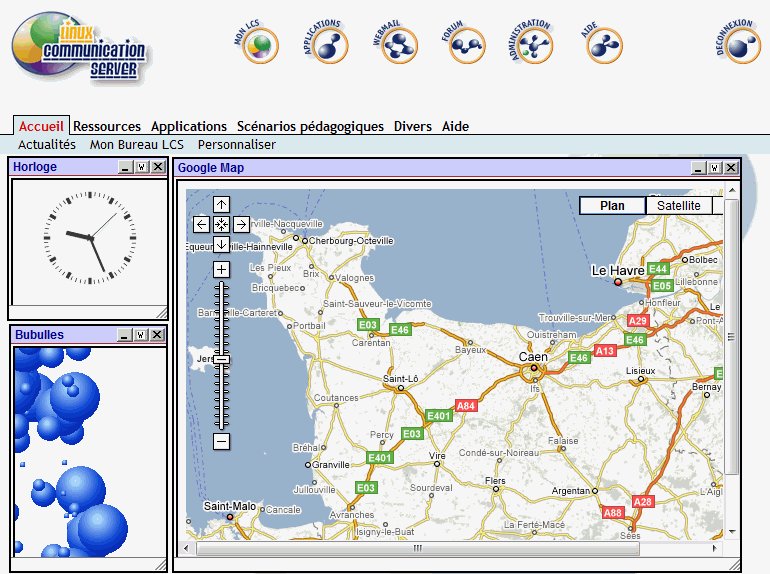 Linux
communication
SERVER
MON LCS
APPLICATIONS
WEBMAIL
FORUM
ADMINISTRATION
AIDE
DECONNEXION
Accueil Ressources Applications Scénarios pédagogiques Divers Aide
Actualités Mon Bureau LCS Personnaliser
Horloge
W
Google Map
W
Plan
Satellite
rville-Nacqueville
Cherbourg-Octeville
ville-Hainneville
Les Pieux
Brix
Valognes
Bricquebec
Saint-Sauveur-le-Vicomte
-Carteret
Portbail
E03
E46
Carentan
Le Havre
E44
E05
Bolbec
Lillebonne
Honfleur
Trouville-sur-Mer
A29
Pont-A
Le
E46
Ouistreham
Bayeux
Caen
E46
A13
Ifs
Lisieux
Bernay
Bubulles
W
Jers
Saint-Lô
Coutances
A84
E401
E03
Percy
Bréhal
E401
Vire
Condé-sur-Noireau
Falaise
Granville
Jullouville
E03
Sourdeval
Flers
Argentan
L'Aig
A28
A88
Saint-Malo
Cancale
Avranches
Isigny-le-Buat
La Ferté-Macé
Sées